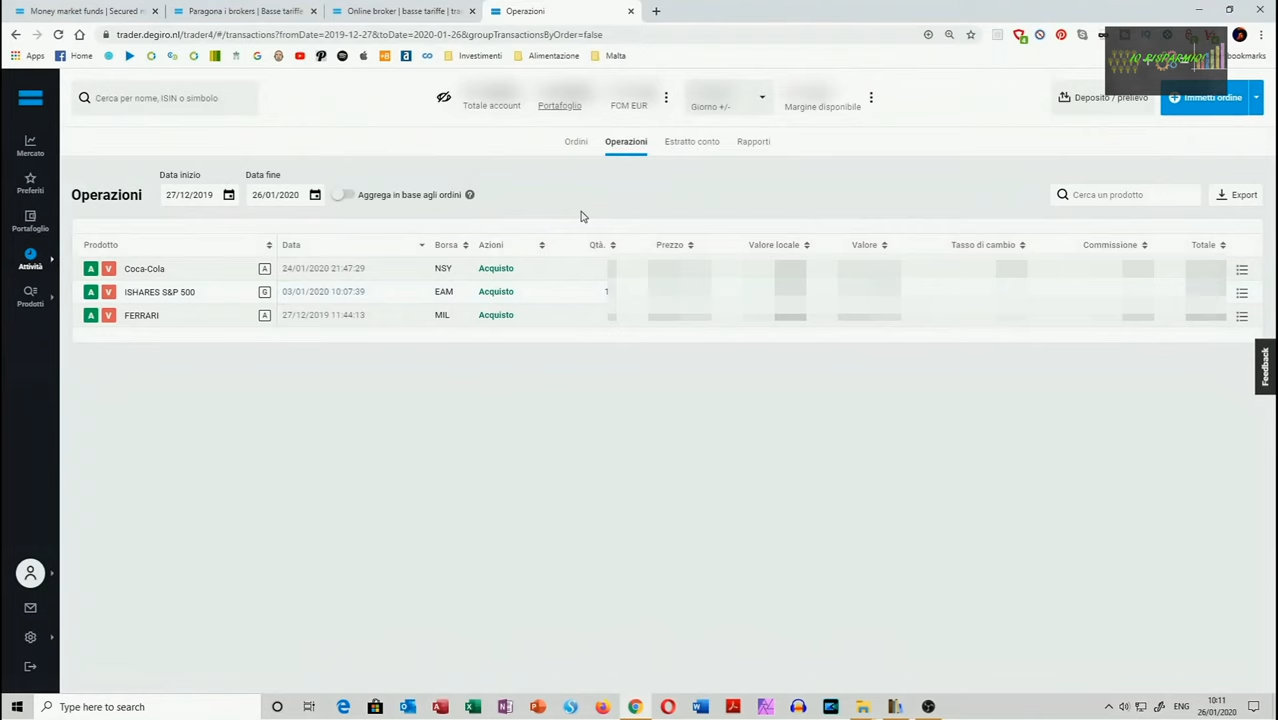 Money market funds | Secured m
Paragona i brokers | Basse tariffe
Online broker | basse tariffe | tra
Operazioni
trader.degiro.it/trader4/#/transactions?fromDate=2019-12-27&toDate=2020-01-26&groupTransactionsByOrder=false
Apps
Home
Investimenti
Alimentazione
Malta
bookmarks
IO RISPARMIO
Cerca per nome, ISIN o simbolo
Totale account
Portafoglio
FCM EUR
Giorno +/-
Margine disponibile
Deposito / prelievo
Immetti ordine
Mercato
Preferiti
Portafoglio
Attività
Prodotti
Ordini
Operazioni
Estratto conto
Rapporti
Operazioni
Data inizio
27/12/2019
Data fine
26/01/2020
Aggrega in base agli ordini
Cerca un prodotto
Export
Prodotto Data Borsa Azioni Qtà. Prezzo Valore locale Valore Tasso di cambio Commissione Totale
A V Coca-Cola A 24/01/2020 21:47:29 NSY Acquisto
A V ISHARES S&P 500 G 03/01/2020 10:07:39 EAM Acquisto 1
A V FERRARI A 27/12/2019 11:44:13 MIL Acquisto
Feedback
Type here to search
ENG
10:11
26/01/2020